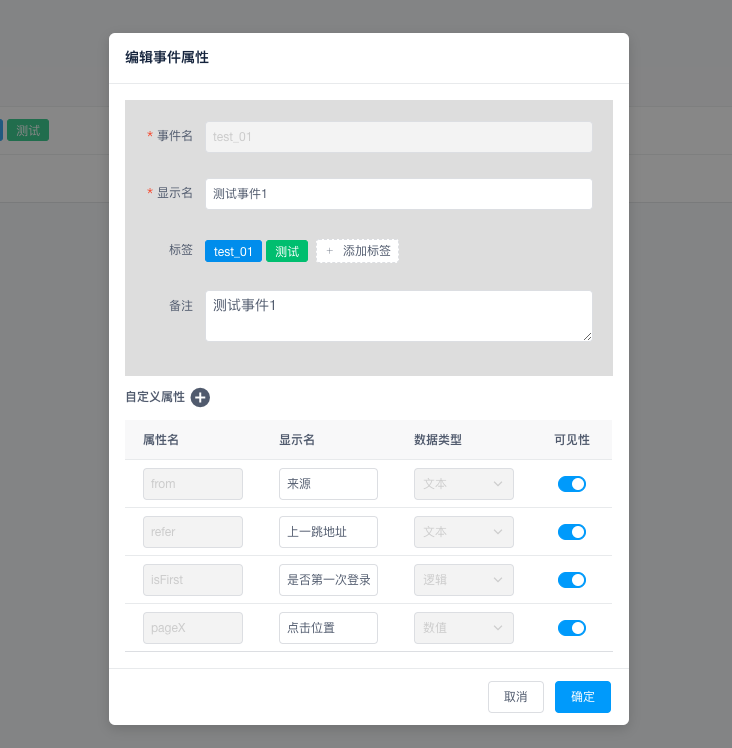 编辑事件属性
测试
* 事件名 test_01
* 显示名 测试事件1
标签 test_01 测试 + 添加标签
备注 测试事件1
自定义属性
属性名 显示名 数据类型 可见性
from 来源 文本
refer 上一跳地址 文本
isFirst 是否第一次登录 逻辑
pageX 点击位置 数值
取消 确定